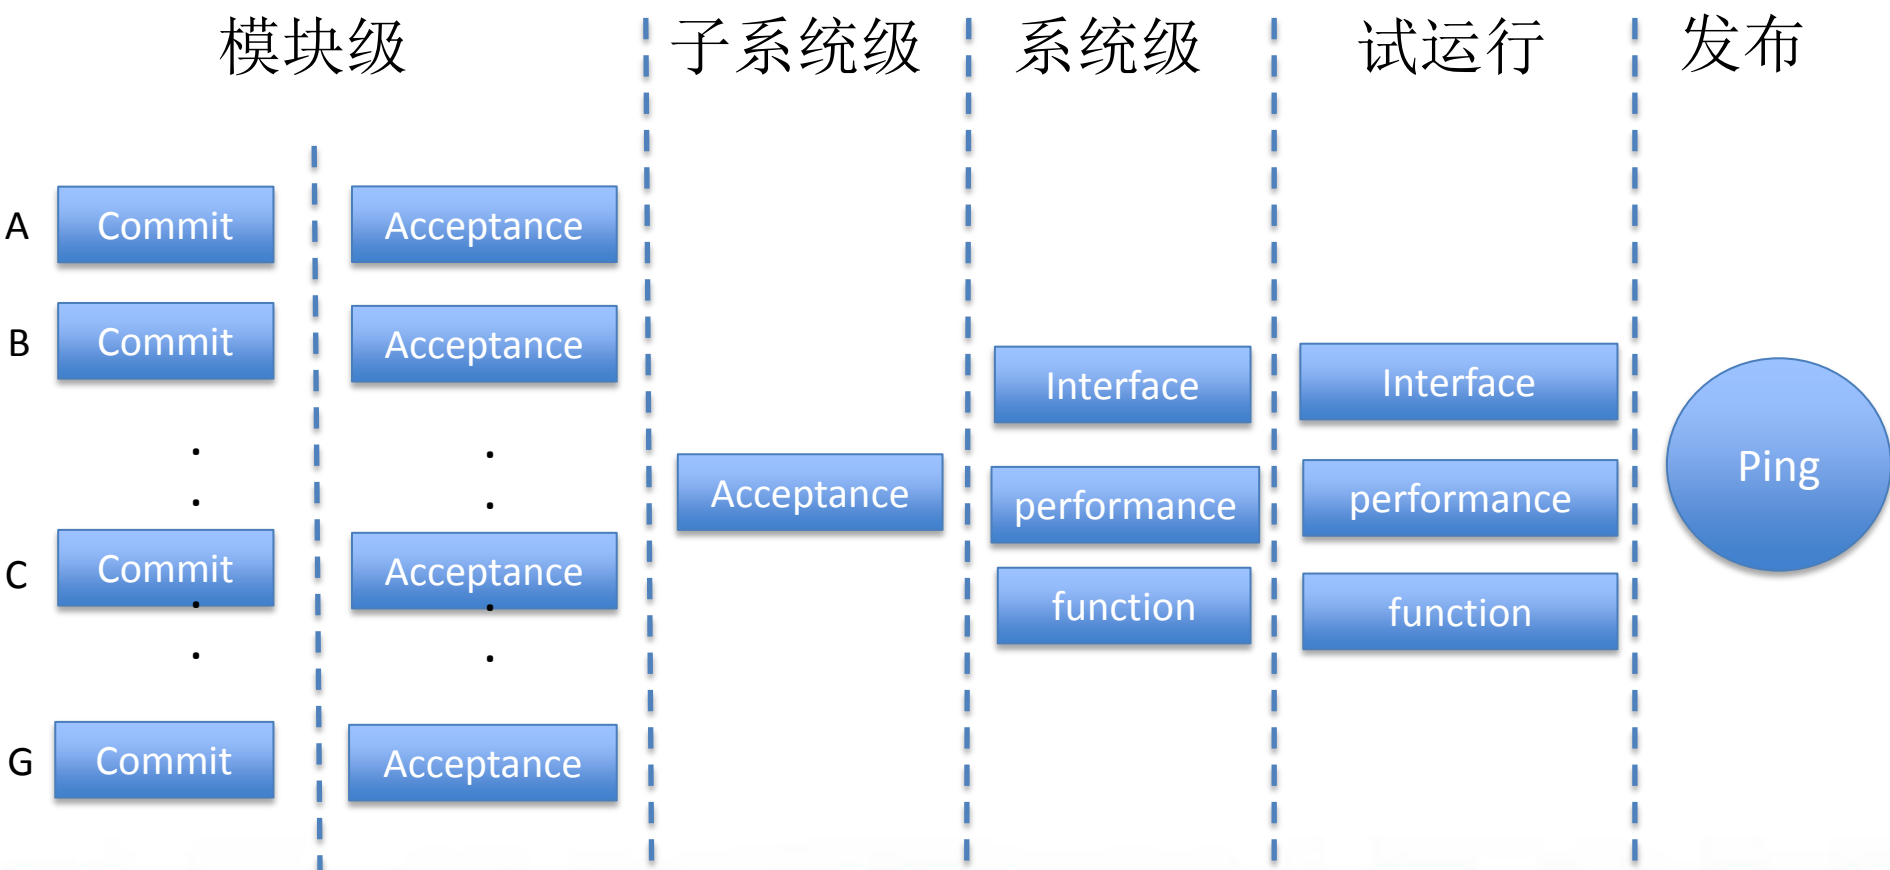 模块级
子系统级
系统级
试运行
发布
A
Commit
Acceptance
B
Commit
Acceptance
C
Commit
Acceptance
G
Commit
Acceptance
Acceptance
Interface
performance
function
Interface
performance
function
Ping